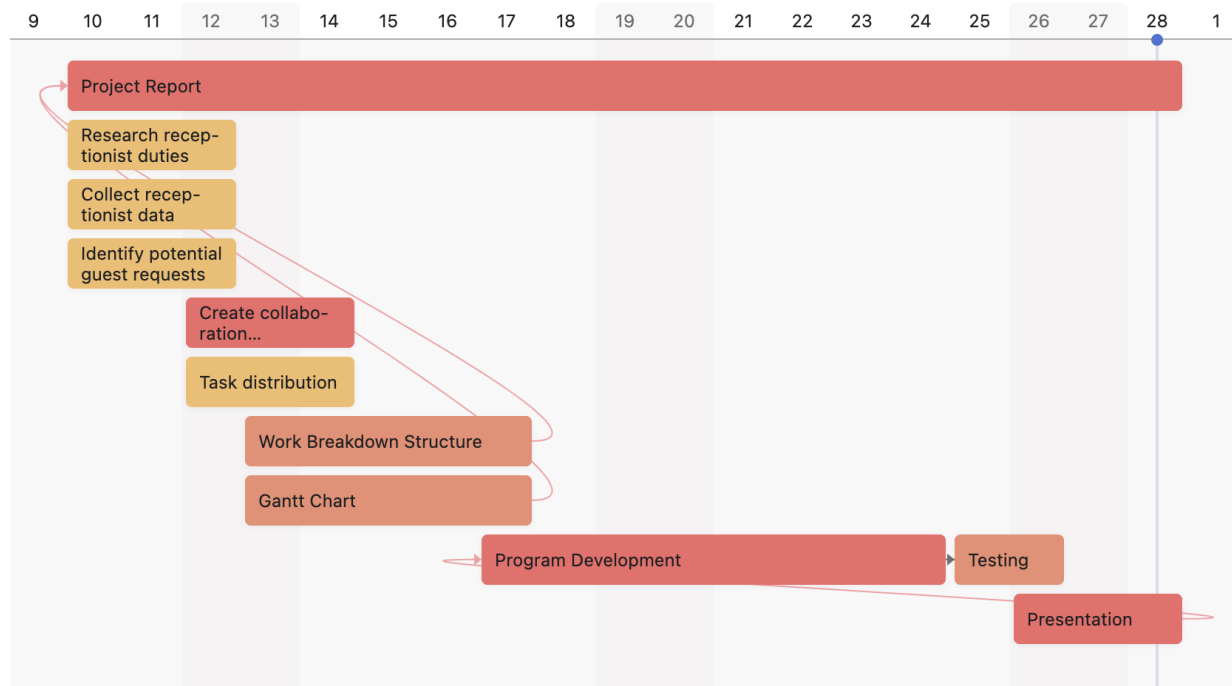 9 10 11 12 13 14 15 16 17 18 19 20 21 22 23 24 25 26 27 28 1
Project Report
Research recep-
tionist duties
Collect recep-
tionist data
Identify potential
guest requests
Create collabo-
ration...
Task distribution
Work Breakdown Structure
Gantt Chart
Program Development
Testing
Presentation